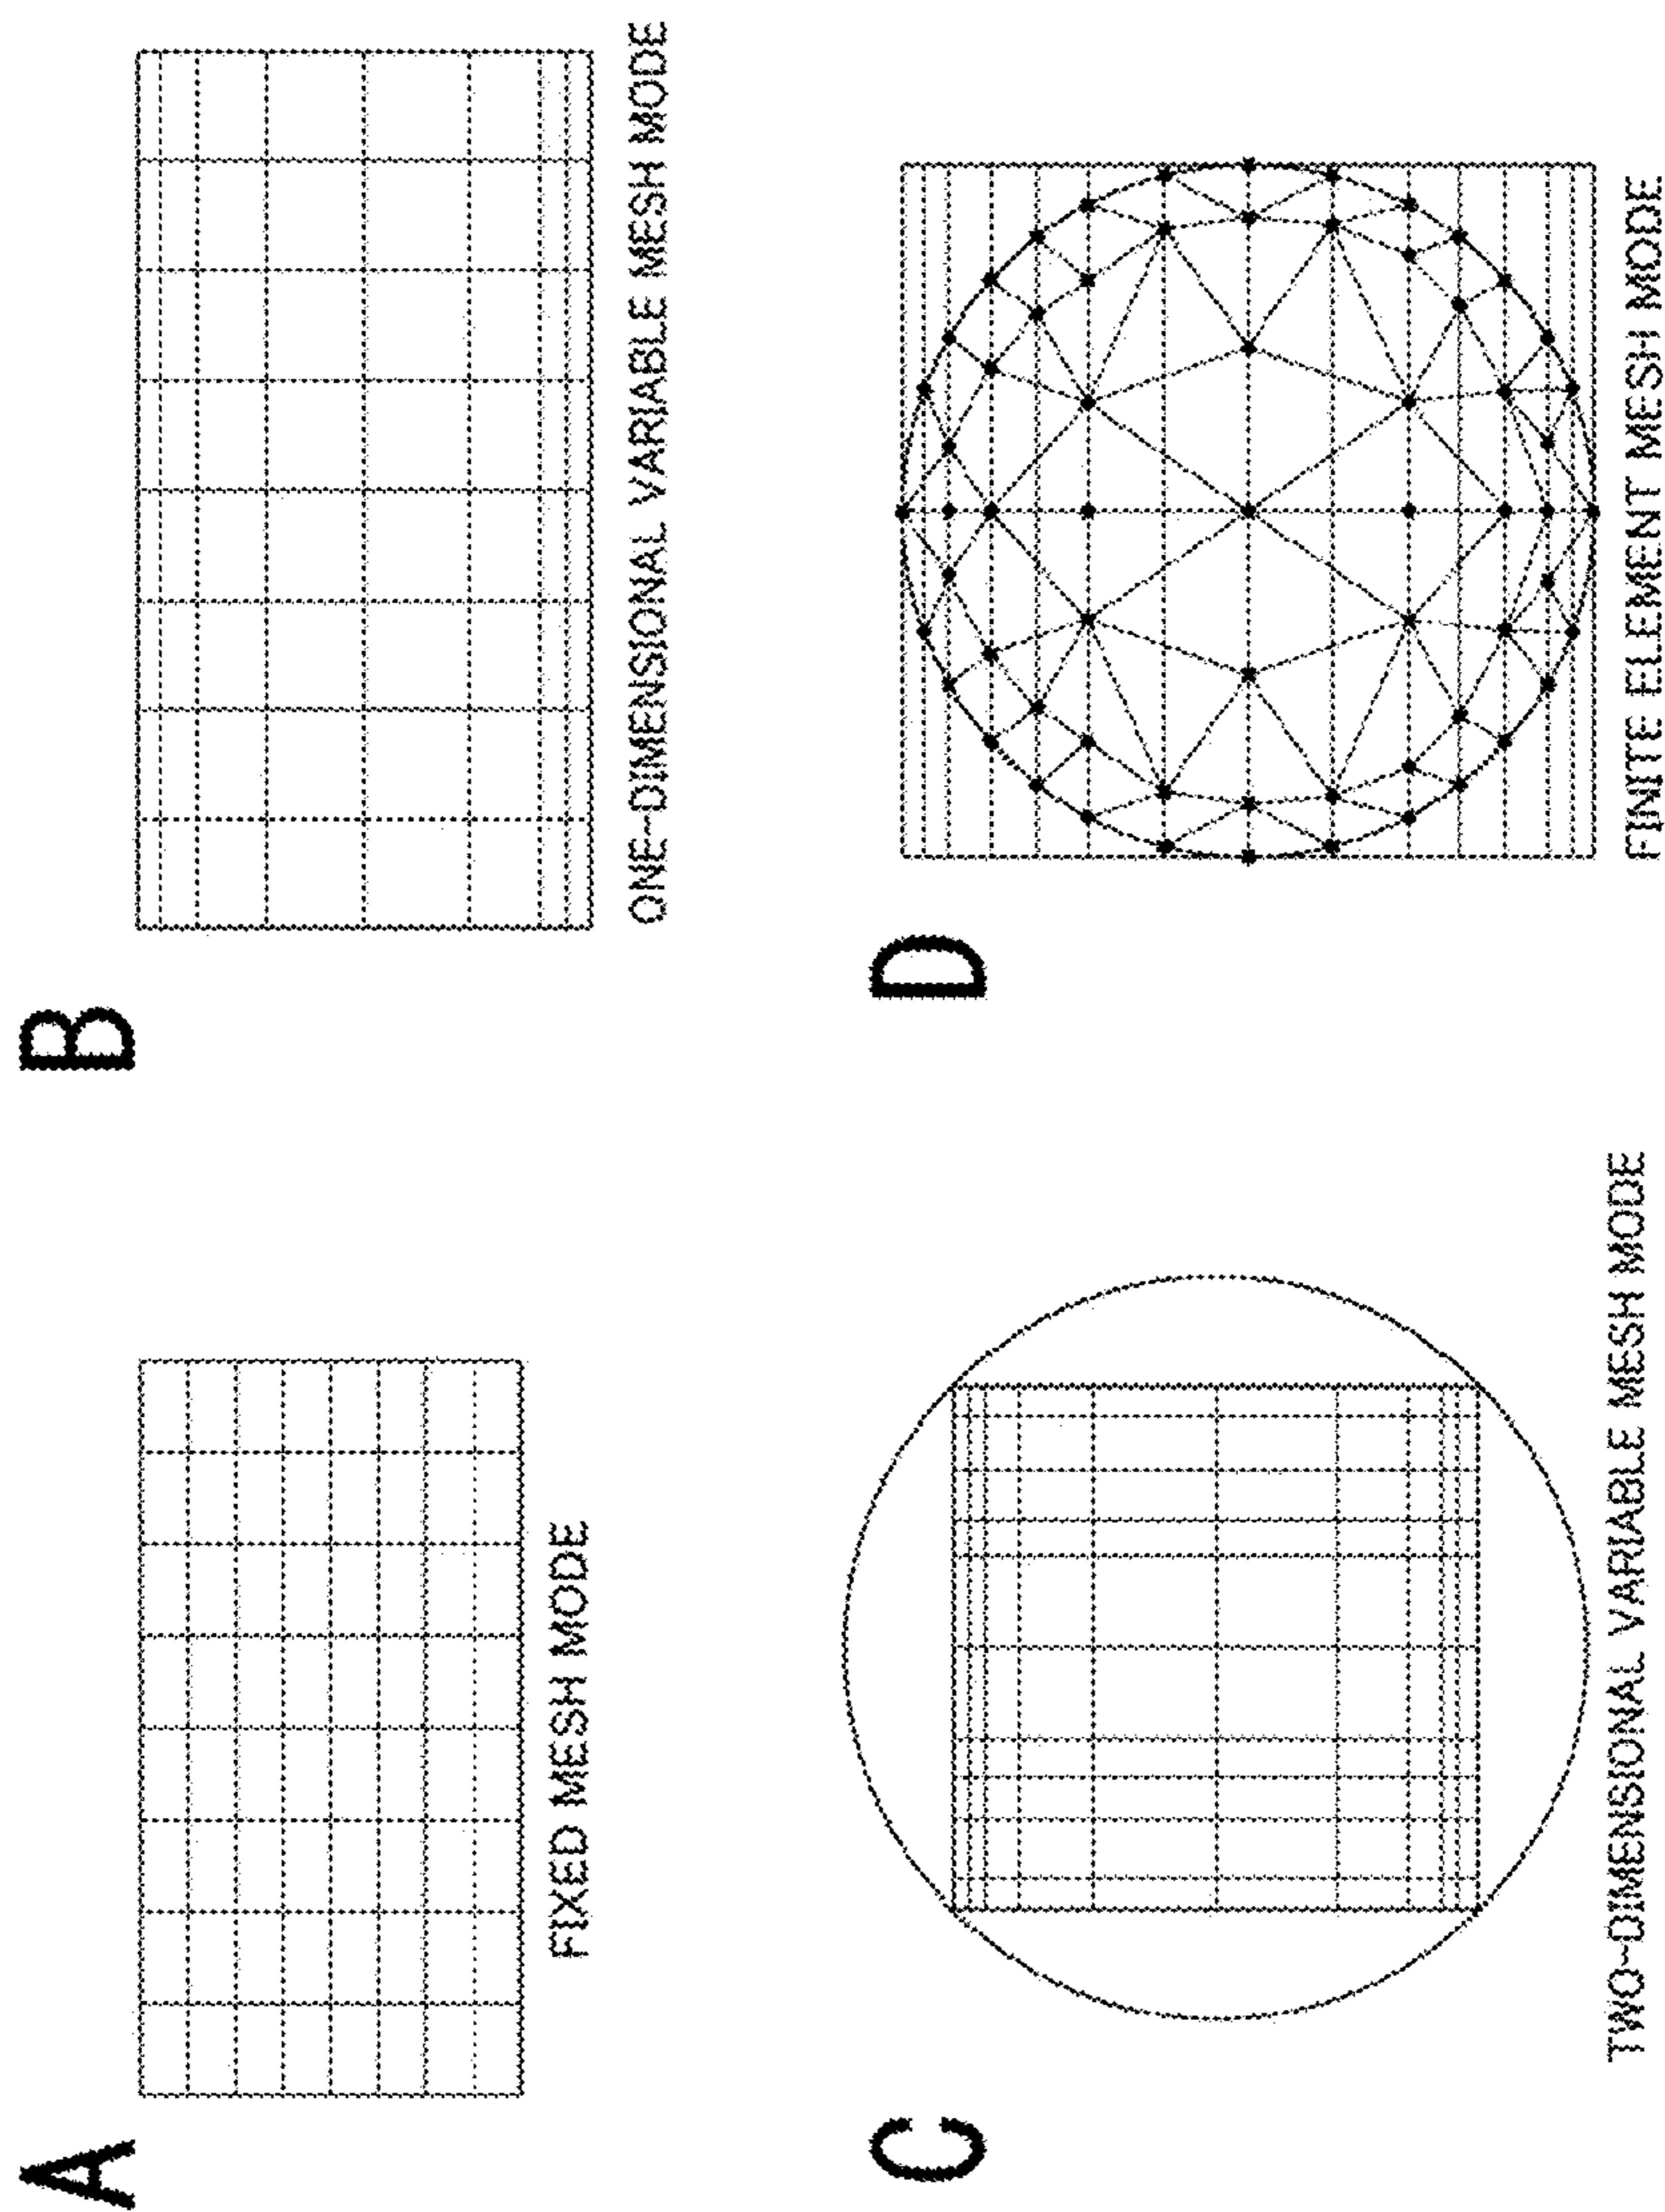 A
FIXED MESH MODE
B
ONE-DIMENSIONAL VARIABLE MESH MODE
C
TWO-DIMENSIONAL VARIABLE MESH MODE
D
FINITE ELEMENT MESH MODE